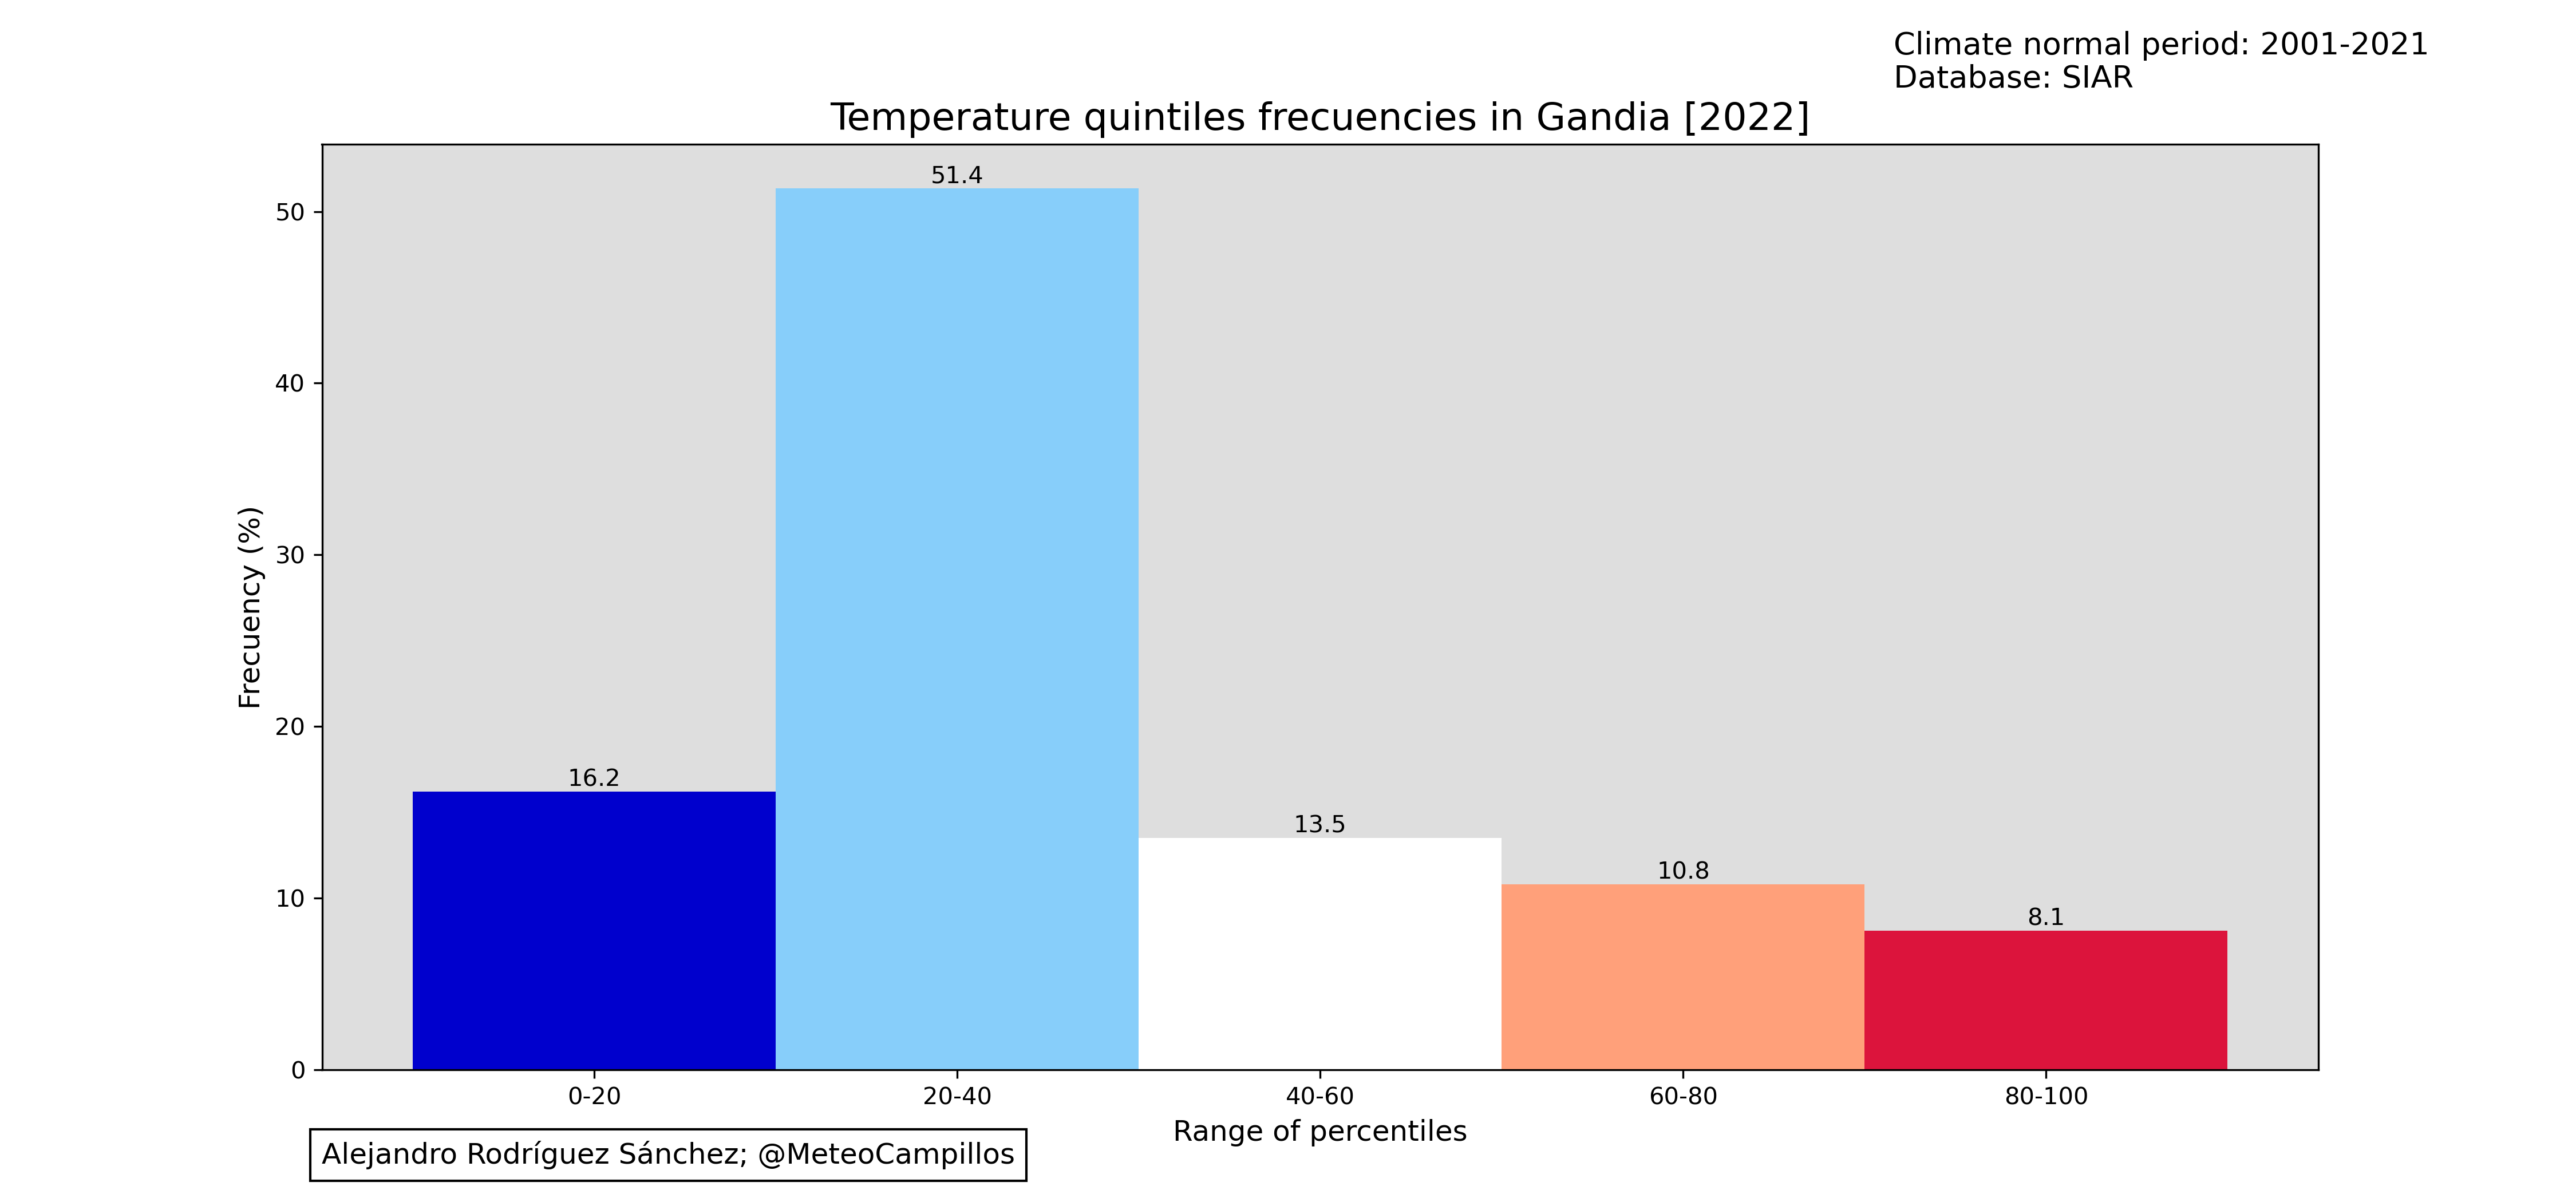 Climate normal period: 2001-2021
Database: SIAR
Temperature quintiles frecuencies in Gandia [2022]
51.4
50
40
30
20
16.2
13.5
10.8
10
8.1
0
Frecuency (%)
0-20 20-40 40-60 60-80 80-100
Range of percentiles
Alejandro Rodríguez Sánchez; @MeteoCampillos